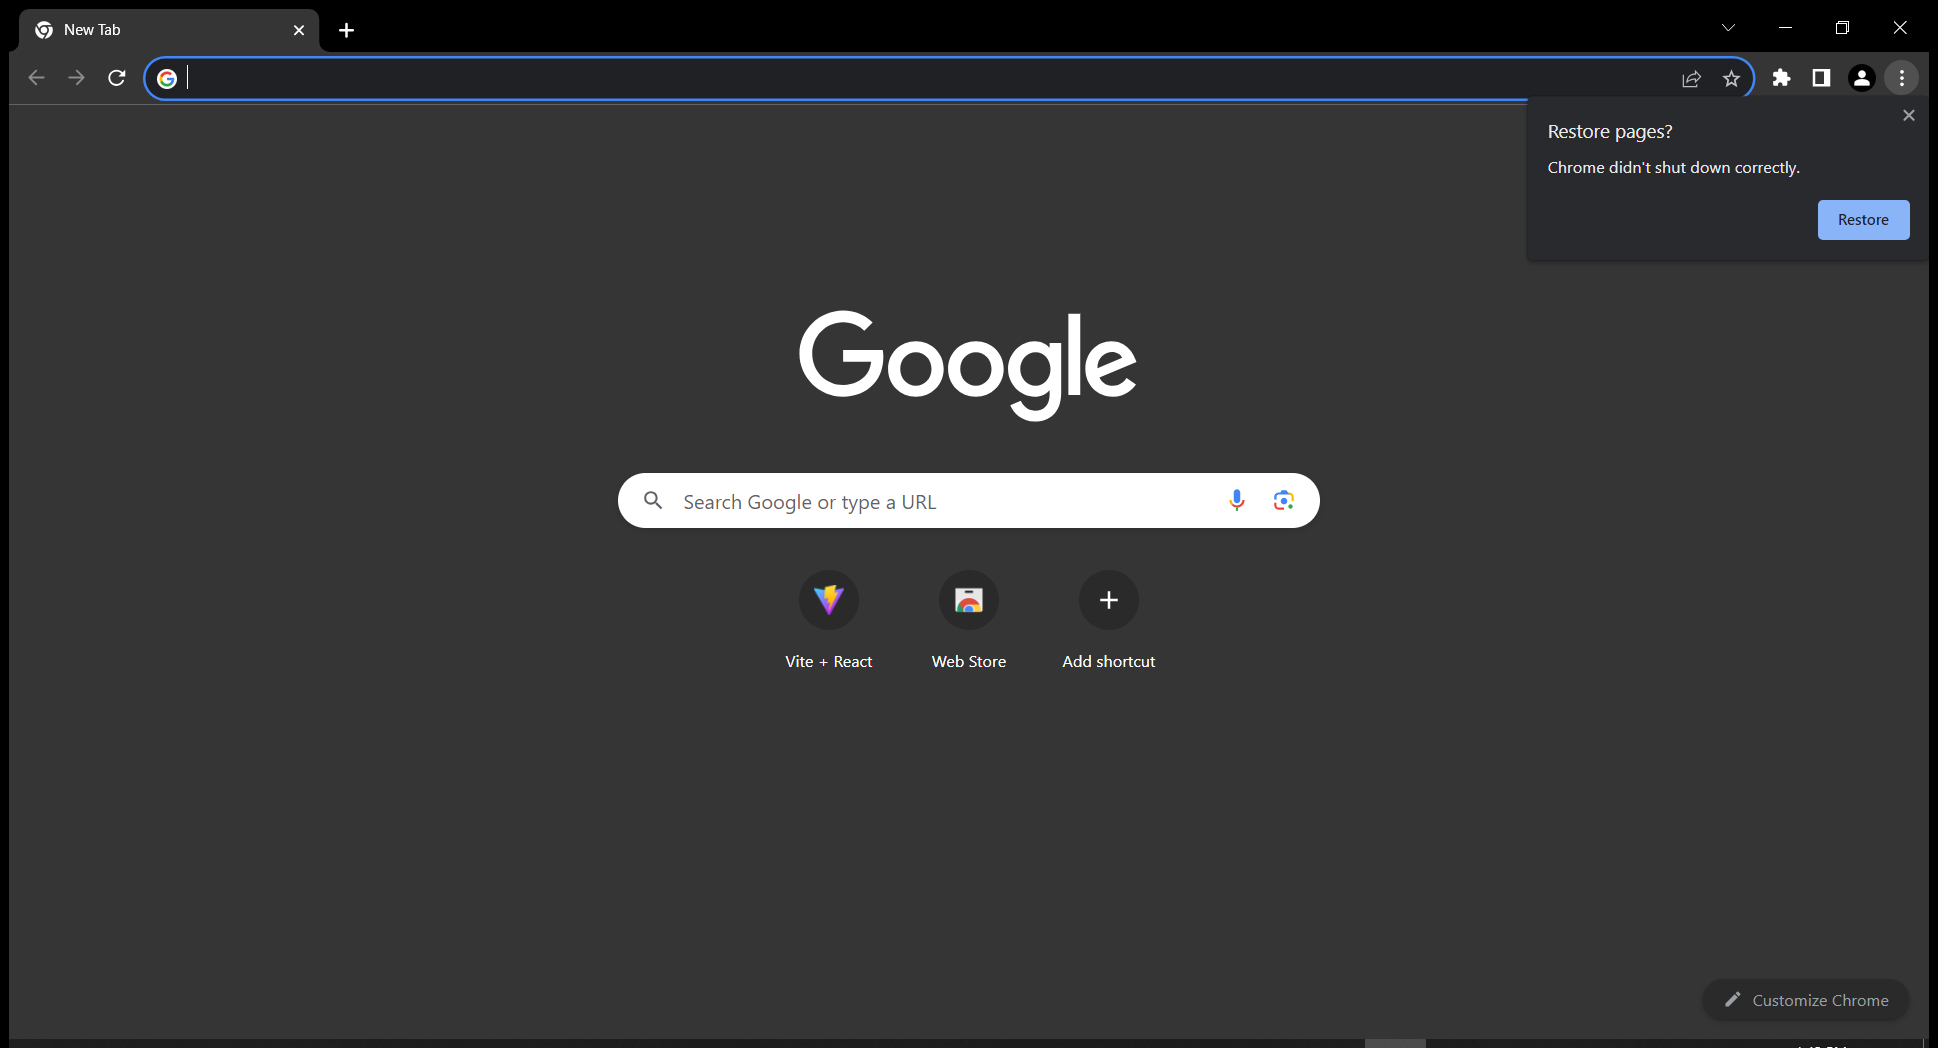 New Tab
Restore pages?
Chrome didn't shut down correctly.
Restore
Google
Search Google or type a URL
Vite + React
Web Store
Add shortcut
Customize Chrome